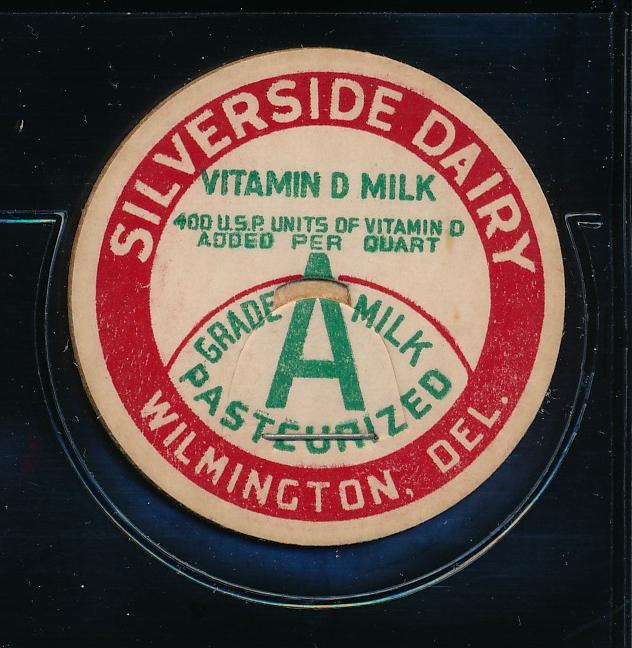 SILVERSIDE DAIRY
VITAMIN D MILK
400 U.S.P. UNITS OF VITAMIN D
ADDED PER QUART
GRADE A MILK
PASTEURIZED
WILMINGTON, DEL.